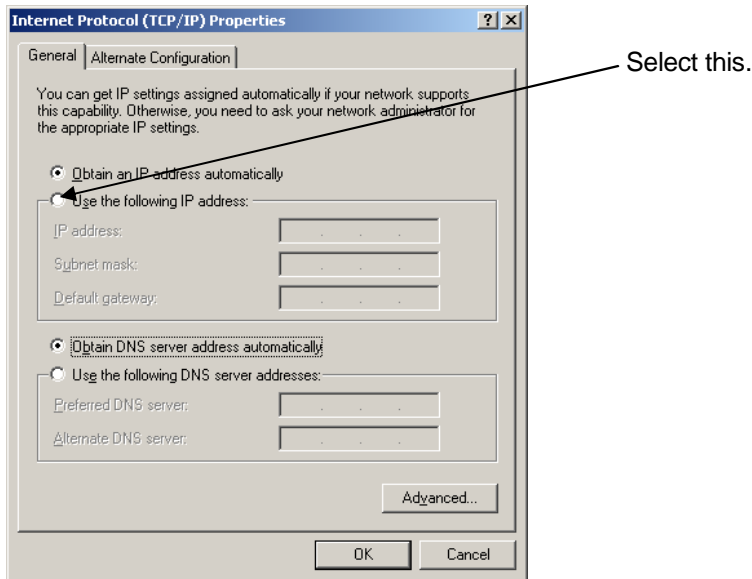 Internet Protocol (TCP/IP) Properties
General
Alternate Configuration
Select this.
You can get IP settings assigned automatically if your network supports
this capability. Otherwise, you need to ask your network administrator for
the appropriate IP settings.
Obtain an IP address automatically
Use the following IP address:
IP address:
Subnet mask:
Default gateway:
Obtain DNS server address automatically
Use the following DNS server addresses:
Preferred DNS server:
Alternate DNS server:
Advanced...
OK
Cancel